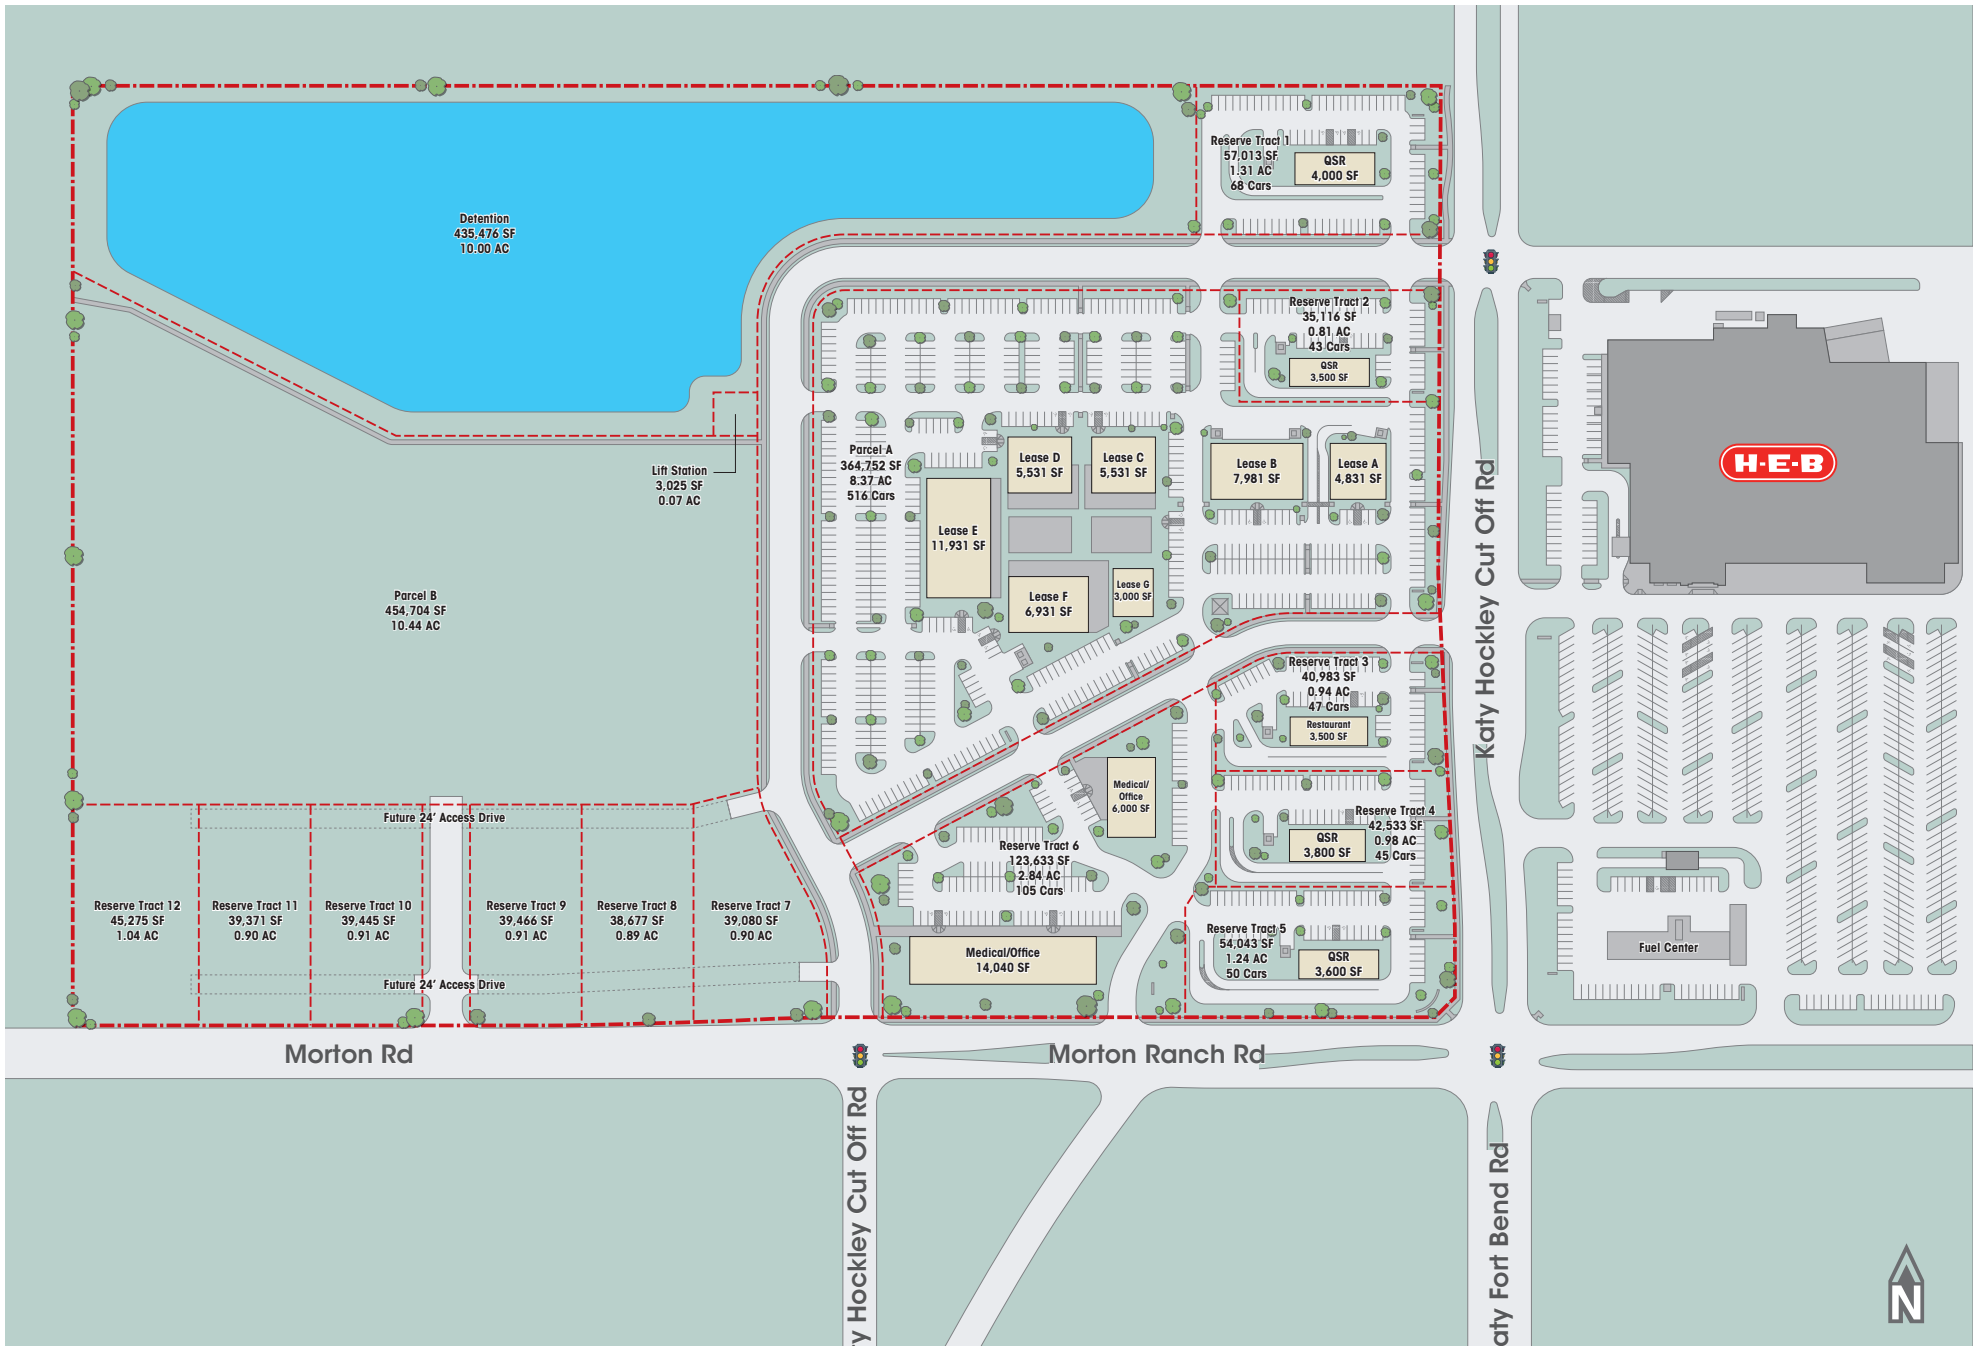 Reserve Tract 1
57,013 SF
1.31 AC
68 Cars
QSR
4,000 SF
Detention
435,476 SF
10.00 AC
Reserve Tract 2
35,116 SF
0.81 AC
43 Cars
QSR
3,500 SF
Parcel A
364,752 SF
8.37 AC
516 Cars
Lease D
5,531 SF
Lease C
5,531 SF
Lease B
7,981 SF
Lease A
4,831 SF
Lift Station
3,025 SF
0.07 AC
Lease E
11,931 SF
Lease F
6,931 SF
Lease G
3,000 SF
H-E-B
Katy Hockley Cut Off Rd
Parcel B
454,704 SF
10.44 AC
Reserve Tract 3
40,983 SF
0.94 AC
47 Cars
Restaurant
3,500 SF
Medical/
Office
6,000 SF
Reserve Tract 4
42,533 SF
0.98 AC
45 Cars
QSR
3,800 SF
Future 24' Access Drive
Reserve Tract 6
123,633 SF
2.84 AC
105 Cars
Reserve Tract 12
45,275 SF
1.04 AC
Reserve Tract 11
39,371 SF
0.90 AC
Reserve Tract 10
39,445 SF
0.91 AC
Reserve Tract 9
39,466 SF
0.91 AC
Reserve Tract 8
38,677 SF
0.89 AC
Reserve Tract 7
39,080 SF
0.90 AC
Medical/Office
14,040 SF
Reserve Tract 5
54,043 SF
1.24 AC
50 Cars
QSR
3,600 SF
Fuel Center
Future 24' Access Drive
Morton Rd
Morton Ranch Rd
y Hockley Cut Off Rd
aty Fort Bend Rd
N